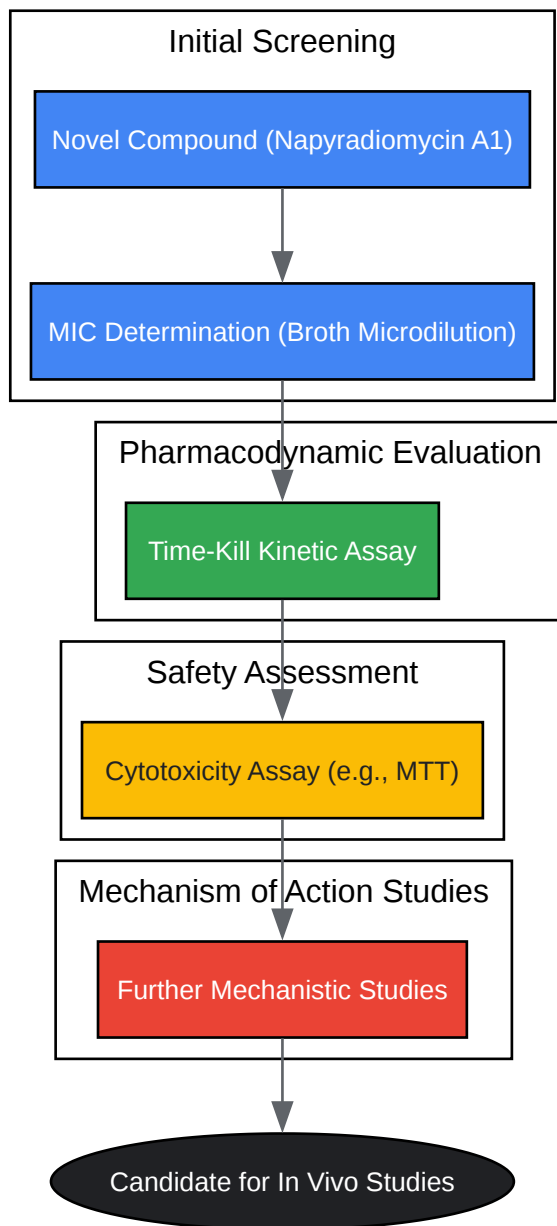 Initial Screening
Novel Compound (Napyradiomycin A1)
MIC Determination (Broth Microdilution)
Pharmacodynamic Evaluation
Time-Kill Kinetic Assay
Safety Assessment
Cytotoxicity Assay (e.g., MTT)
Mechanism of Action Studies
Further Mechanistic Studies
Candidate for In Vivo Studies